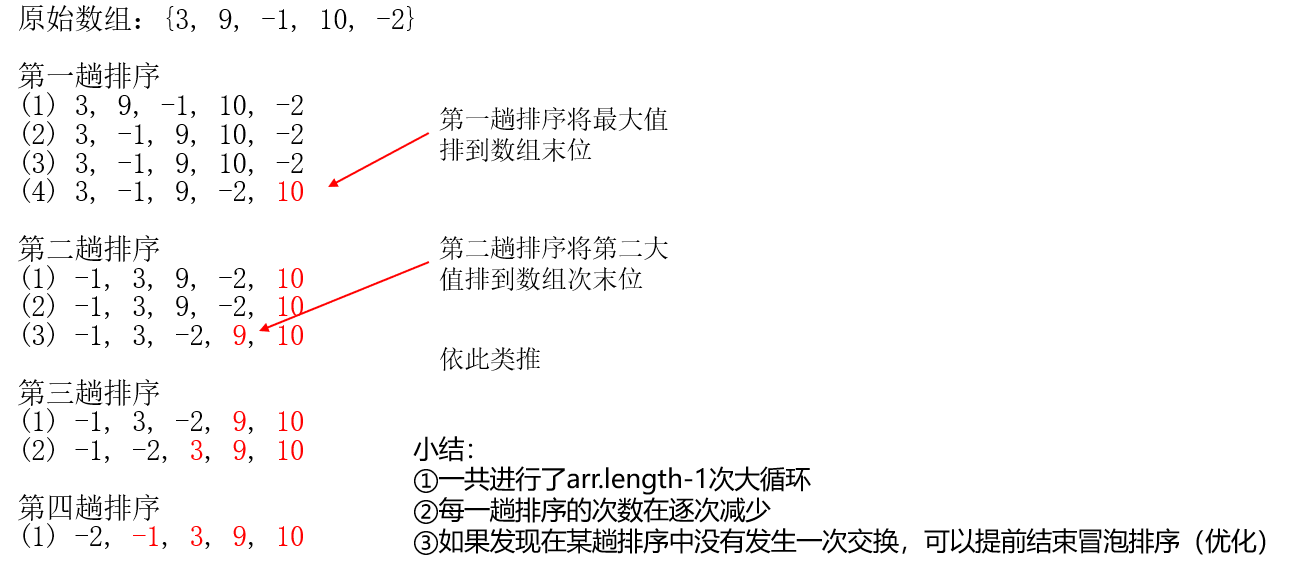 原始数组：{3, 9, -1, 10, -2}
第一趟排序
(1) 3, 9, -1, 10, -2
(2) 3, -1, 9, 10, -2
(3) 3, -1, 9, 10, -2
(4) 3, -1, 9, -2, 10
第一趟排序将最大值
排到数组末位
第二趟排序
(1) -1, 3, 9, -2, 10
(2) -1, 3, 9, -2, 10
(3) -1, 3, -2, 9, 10
第二趟排序将第二大
值排到数组次末位
依此类推
第三趟排序
(1) -1, 3, -2, 9, 10
(2) -1, -2, 3, 9, 10
第四趟排序
(1) -2, -1, 3, 9, 10
小结：
①一共进行了arr.length-1次大循环
②每一趟排序的次数在逐次减少
③如果发现在某趟排序中没有发生一次交换，可以提前结束冒泡排序（优化）